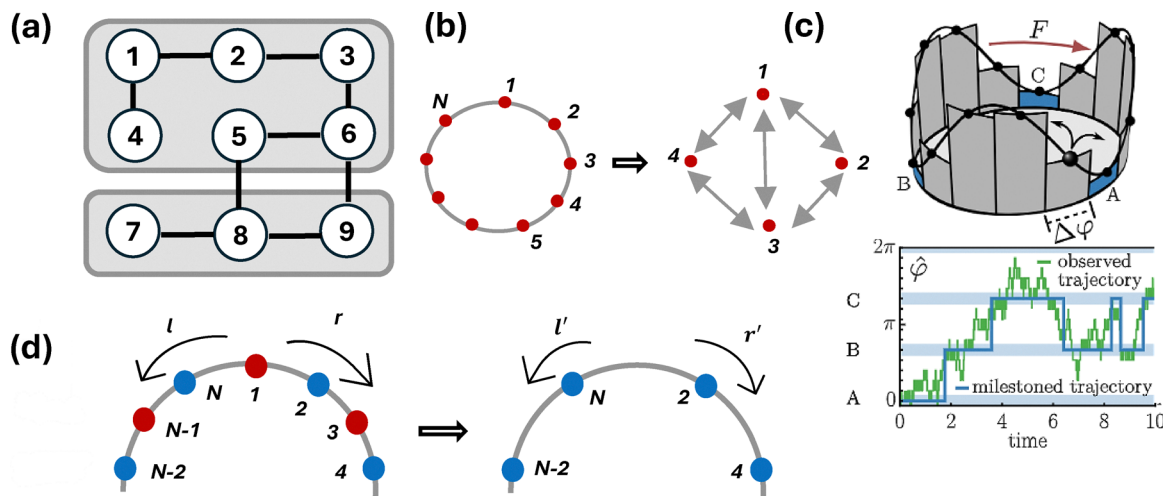 (a)
1 2 3
4 5 6
7 8 9
(b)
N 1 2 3 4 5
1 2 3 4
(c)
F
C
B
A
Δφ
2π
φ̂
observed
trajectory
C
π
B
milestoned trajectory
A
0
0 2 4 6 8 10
time
(d)
l r
N 1 2
N-1 3
N-2 4
l' r'
N 2
N-2 4